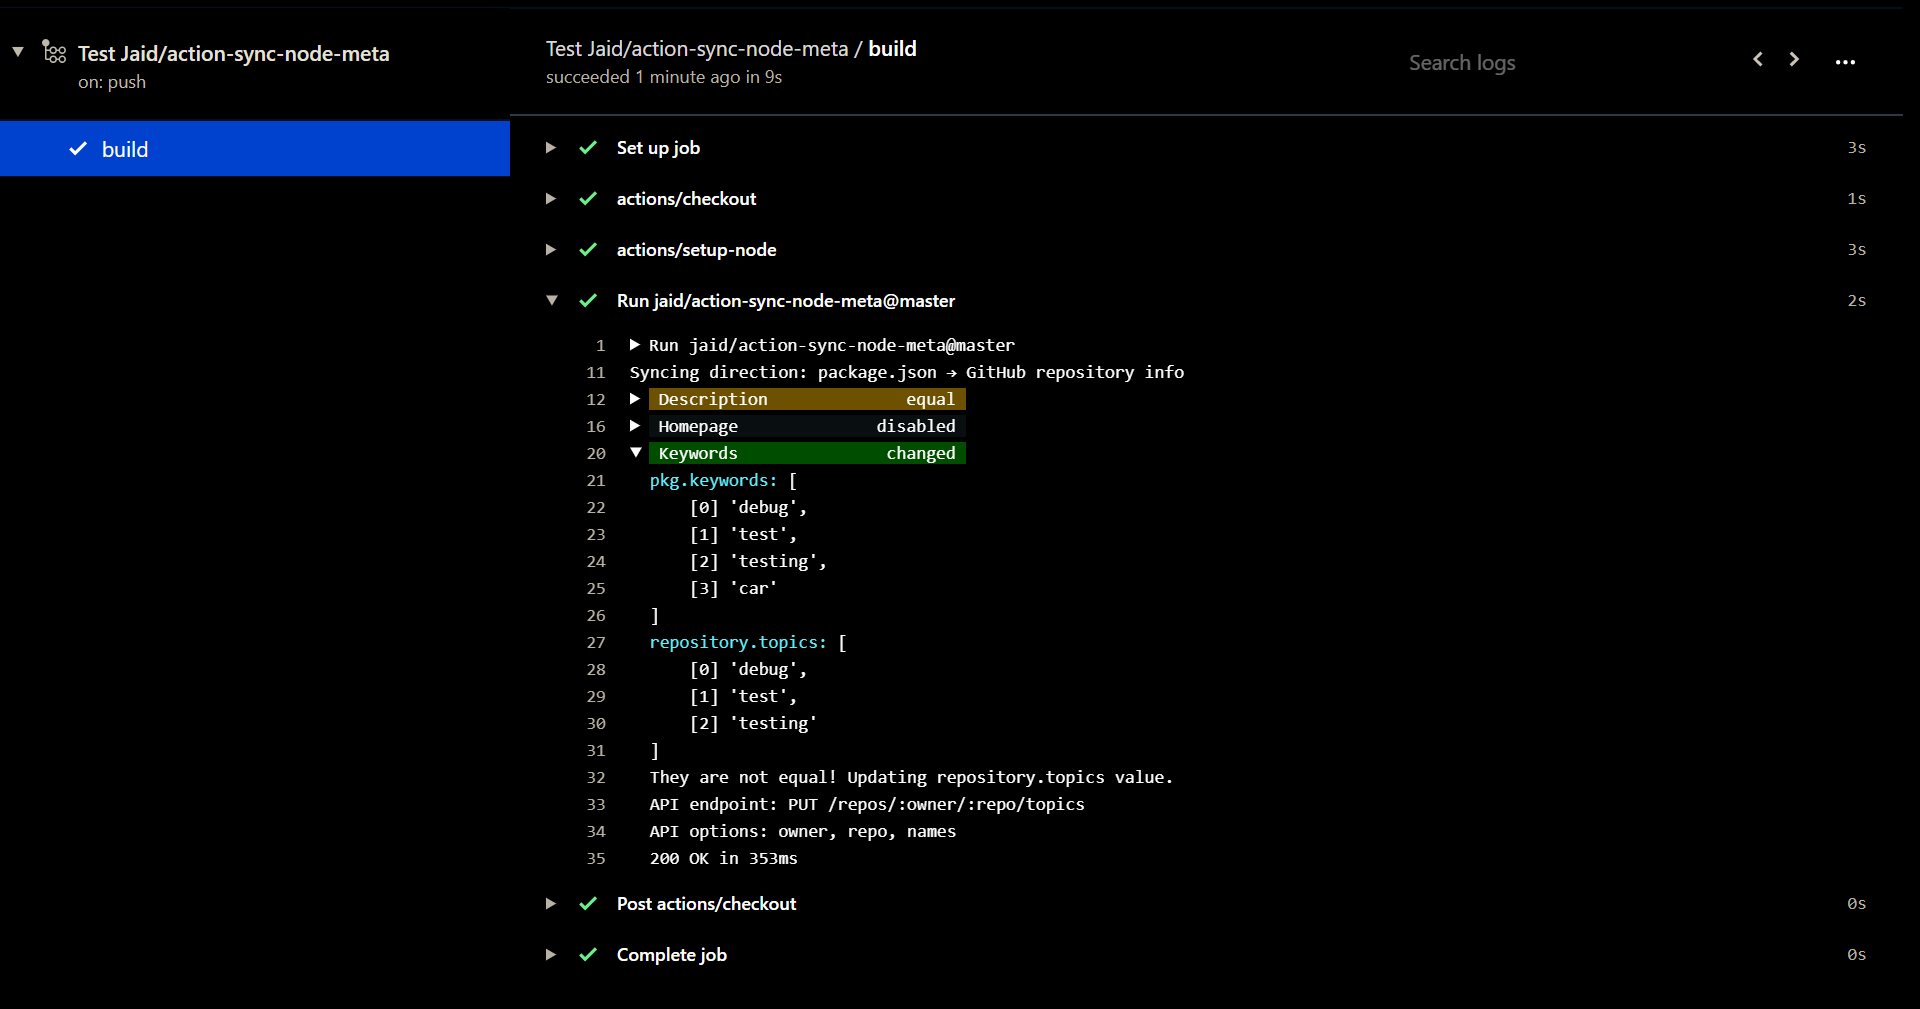 Test Jaid/action-sync-node-meta
on: push
build
Test Jaid/action-sync-node-meta / build
succeeded 1 minute ago in 9s
Search logs
Set up job 3s
actions/checkout 1s
actions/setup-node 3s
Run jaid/action-sync-node-meta@master 2s
1 Run jaid/action-sync-node-meta@master
11 Syncing direction: package.json → GitHub repository info
12 Description equal
16 Homepage disabled
20 Keywords changed
21 pkg.keywords: [
22 [0] 'debug',
23 [1] 'test',
24 [2] 'testing',
25 [3] 'car'
26 ]
27 repository.topics: [
28 [0] 'debug',
29 [1] 'test',
30 [2] 'testing'
31 ]
32 They are not equal! Updating repository.topics value.
33 API endpoint: PUT /repos/:owner/:repo/topics
34 API options: owner, repo, names
35 200 OK in 353ms
Post actions/checkout 0s
Complete job 0s